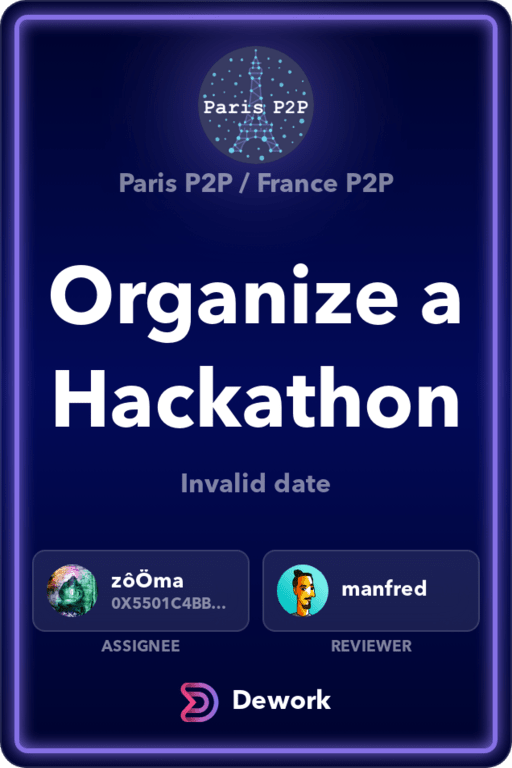 Paris P2P
Paris P2P / France P2P
Organize a
Hackathon
Invalid date
zôÖma
0X5501C4BB...
manfred
ASSIGNEE
REVIEWER
Dework